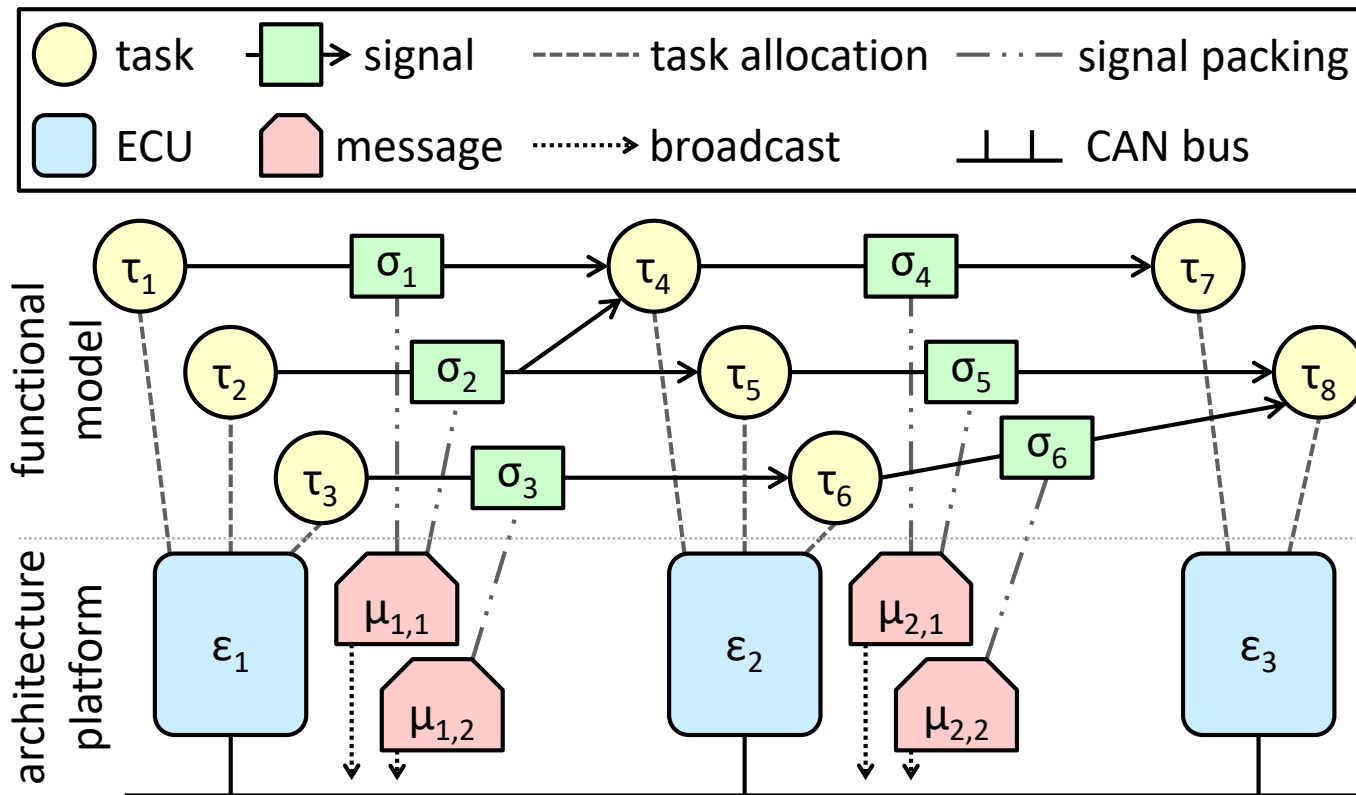 task signal task allocation signal packing
ECU message broadcast CAN bus
functional
model
τ1 σ1 τ4 σ4 τ7
τ2 σ2 τ5 σ5 τ8
τ3 σ3 τ6 σ6
architecture
platform
ε1 μ1,1 ε2 μ2,1 ε3
μ1,2 μ2,2